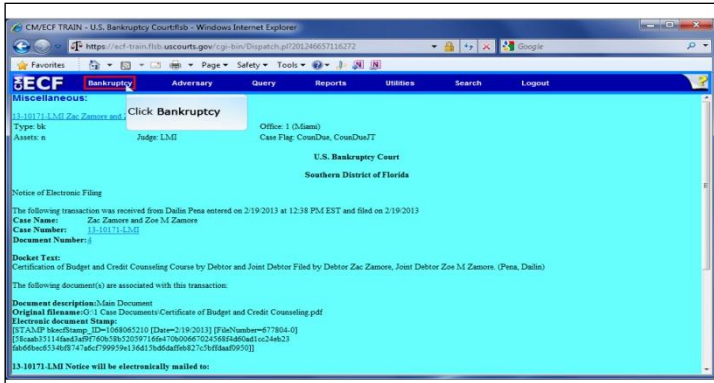 CM/ECF TRAIN - U.S. Bankruptcy Court:flsb - Windows Internet Explorer
https://ecf-train.flsb.uscourts.gov/cgi-bin/Dispatch.pl?201246657116272
Google
Favorites Page Safety Tools
ECF Bankruptcy Adversary Query Reports Utilities Search Logout
Miscellaneous:
Click Bankruptcy
13-10171-LMI Zac Zamore and
Type: bk Office: 1 (Miami)
Assets: n Judge: LMI Case Flag: CounDue, CounDueJT
U.S. Bankruptcy Court
Southern District of Florida
Notice of Electronic Filing
The following transaction was received from Dailin Pena entered on 2/19/2013 at 12:38 PM EST and filed on 2/19/2013
Case Name: Zac Zamore and Zoe M Zamore
Case Number: 13-10171-LMI
Document Number: 4
Docket Text:
Certification of Budget and Credit Counseling Course by Debtor and Joint Debtor Filed by Debtor Zac Zamore, Joint Debtor Zoe M Zamore. (Pena, Dailin)
The following document(s) are associated with this transaction:
Document description:Main Document
Original filename:G:\1 Case Documents\Certificate of Budget and Credit Counseling.pdf
Electronic document Stamp:
[STAMP bkecfStamp_ID=1068065210 [Date=2/19/2013] [FileNumber=677804-0]
13-10171-LMI Notice will be electronically mailed to: